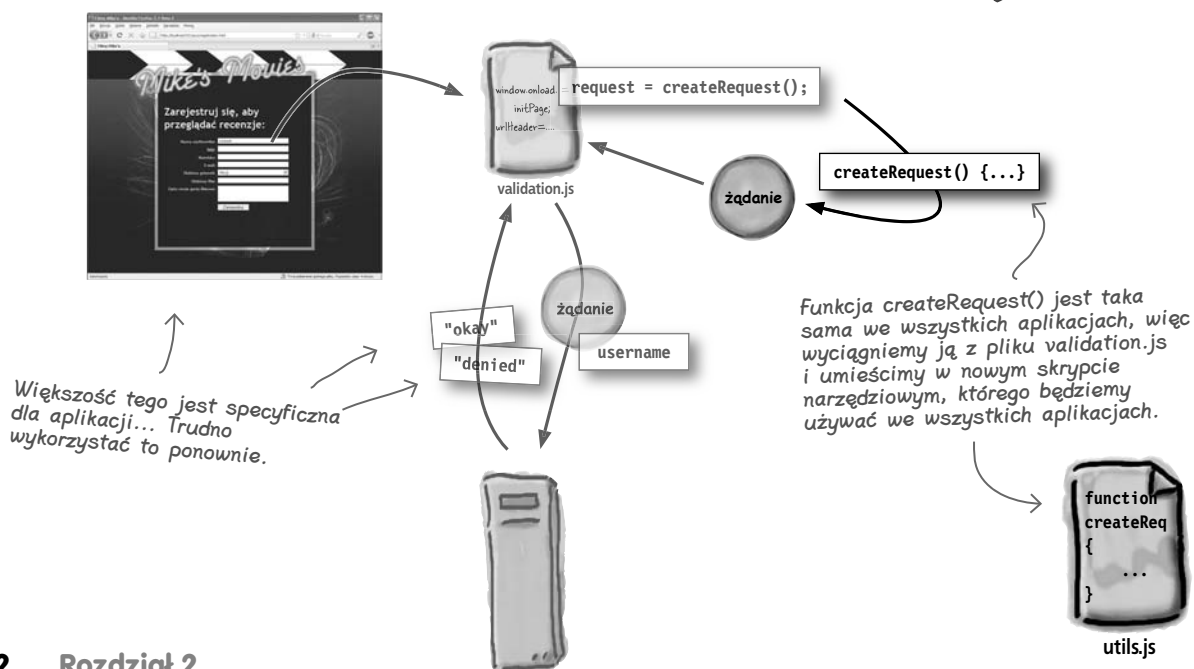 Mike's Movies
Zarejestruj się, aby
przeglądać recenzje:
window.onload =
initPage;
urlHeader=....
request = createRequest();
validation.js
createRequest() {...}
żądanie
żądanie
"okay"
"denied"
username
Funkcja createRequest() jest taka
sama we wszystkich aplikacjach, więc
wyciągniemy ją z pliku validation.js
i umieścimy w nowym skrypcie
narzędziowym, którego będziemy
używać we wszystkich aplikacjach.
Większość tego jest specyficzna
dla aplikacji... Trudno
wykorzystać to ponownie.
function
createReq
{
...
}
utils.js
2 Rozdział 2